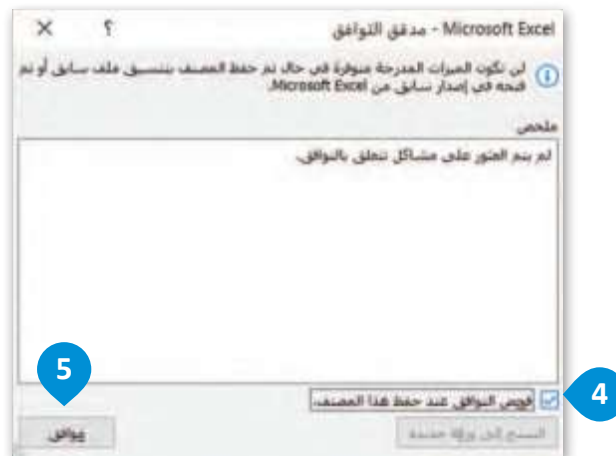 Microsoft Excel - مدقق التوافق
؟ ×
لن تكون الميزات المدرجة متوفرة في حال تم حفظ المصنف بتنسيق ملف سابق أو تم
فتحه في إصدار سابق من Microsoft Excel.
ملخص
لم يتم العثور على مشاكل تتعلق بالتوافق.
4
فحص التوافق عند حفظ هذا المصنف.
5
النسخ إلى ورقة جديدة
موافق